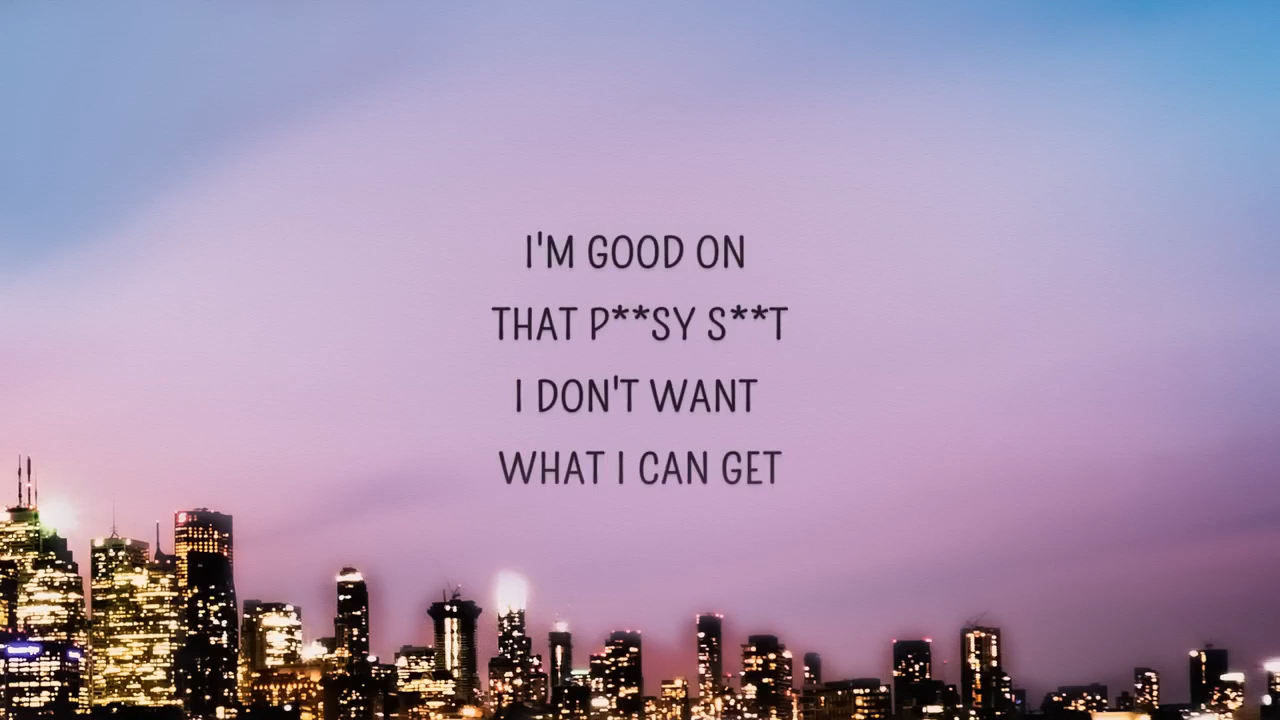 I'M GOOD ON
THAT P**SY S**T
I DON'T WANT
WHAT I CAN GET